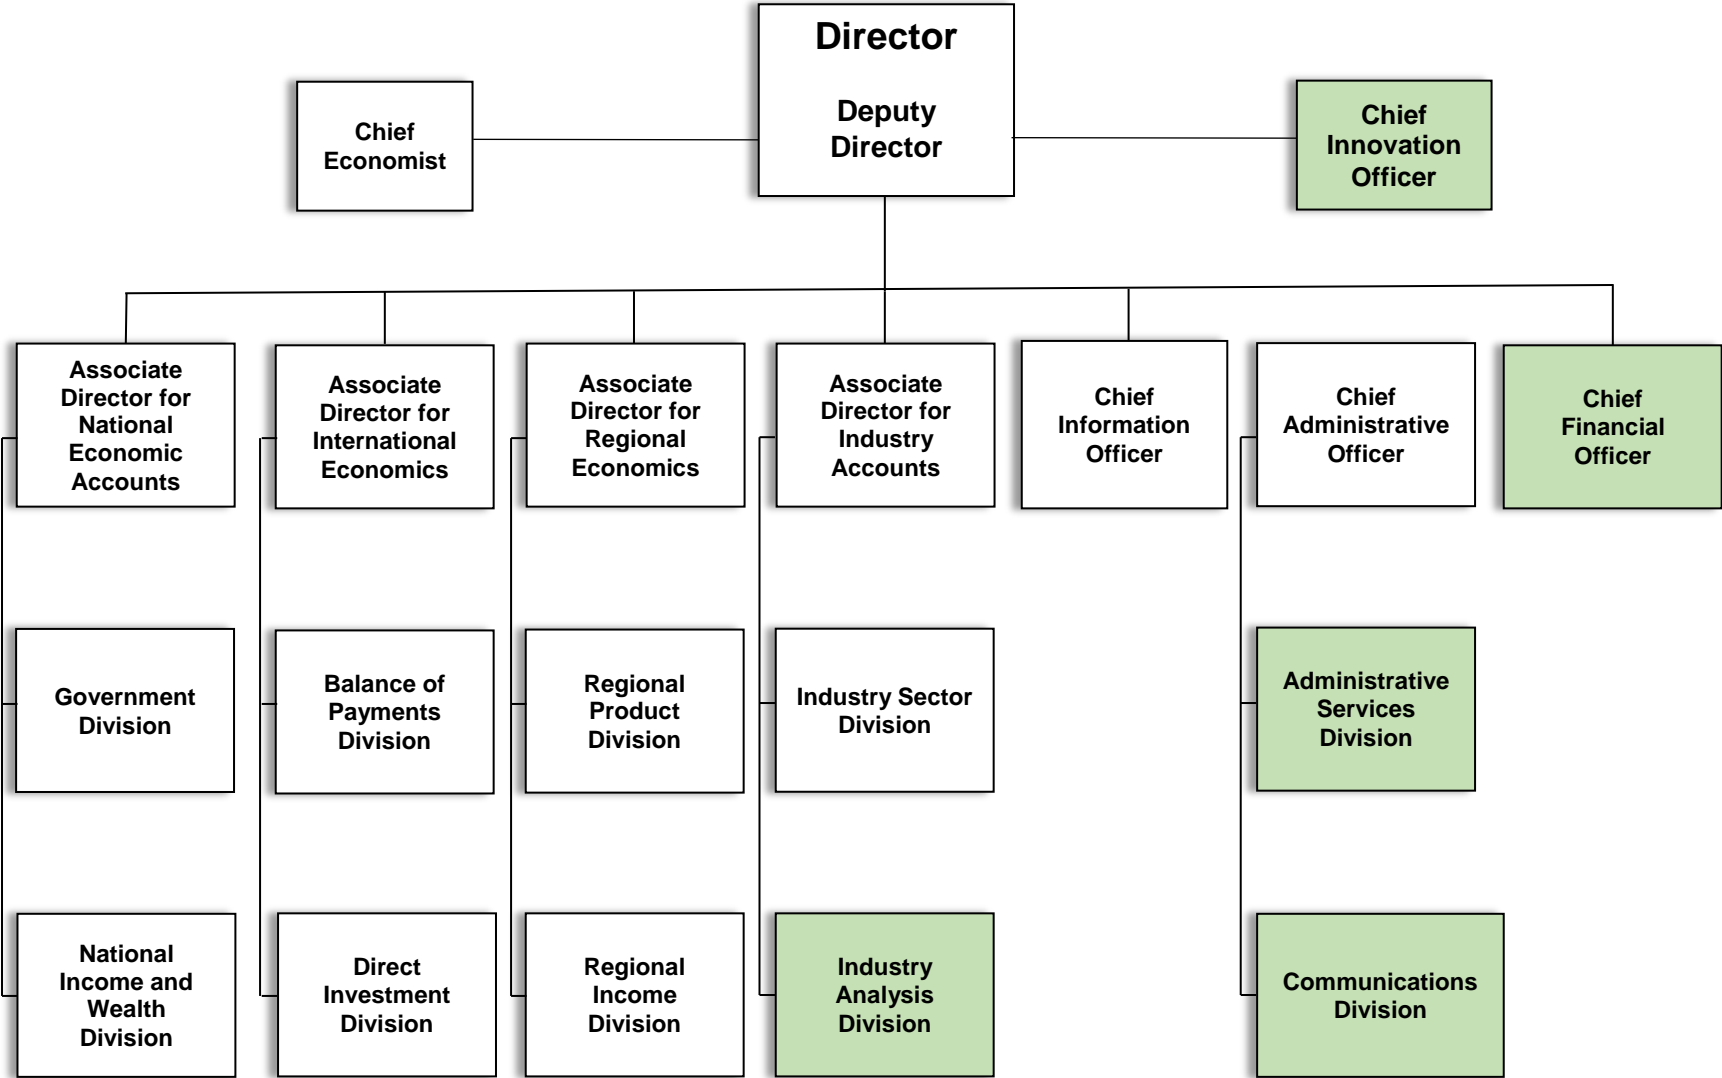 Director
Deputy
Director
Chief
Economist
Chief
Innovation
Officer
Associate
Director for
National
Economic
Accounts
Associate
Director for
International
Economics
Associate
Director for
Regional
Economics
Associate
Director for
Industry
Accounts
Chief
Information
Officer
Chief
Administrative
Officer
Chief
Financial
Officer
Government
Division
Balance of
Payments
Division
Regional
Product
Division
Industry Sector
Division
Administrative
Services
Division
National
Income and
Wealth
Division
Direct
Investment
Division
Regional
Income
Division
Industry
Analysis
Division
Communications
Division